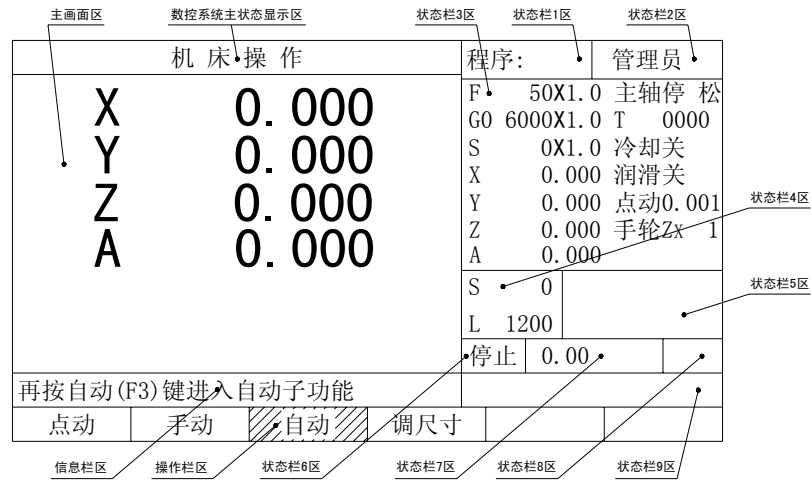 主画面区 数控系统主状态显示区 状态栏3区 状态栏1区 状态栏2区
机床操作 程序: 管理员
X 0.000
Y 0.000
Z 0.000
A 0.000
F 50X1.0 主轴停 松
G0 6000X1.0 T 0000
S 0X1.0 冷却关
X 0.000 润滑关
Y 0.000 点动0.001
Z 0.000 手轮Zx 1
A 0.000
状态栏4区
S 0
状态栏5区
L 1200
停止 0.00
再按自动(F3)键进入自动子功能
点动 手动 自动 调尺寸
信息栏区 操作栏区 状态栏6区 状态栏7区 状态栏8区 状态栏9区